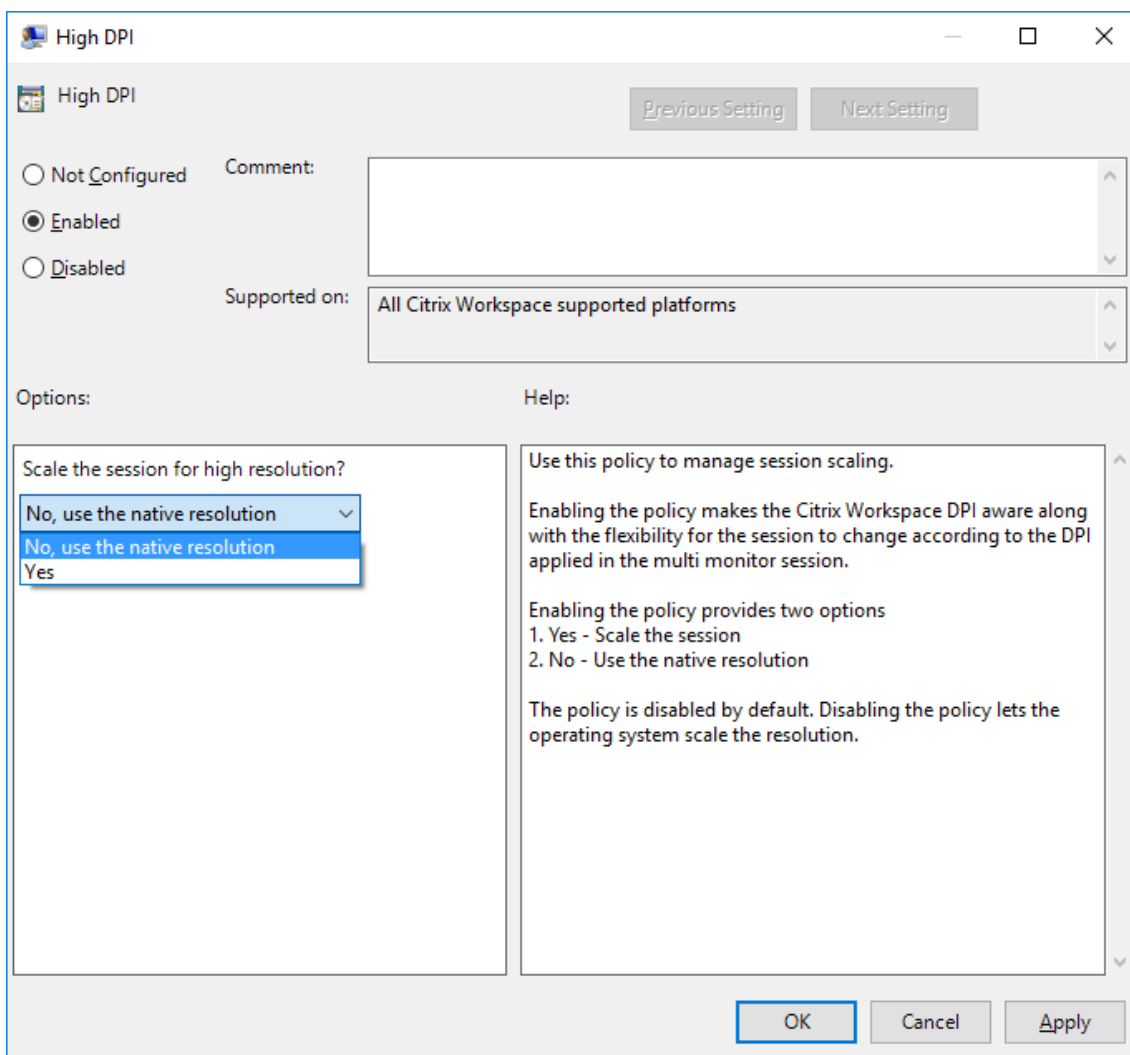 High DPI
High DPI
Previous Setting
Next Setting
Not Configured
Comment:
Enabled
Disabled
Supported on:
All Citrix Workspace supported platforms
Options:
Help:
Scale the session for high resolution?
No, use the native resolution
No, use the native resolution
Yes
Use this policy to manage session scaling.
Enabling the policy makes the Citrix Workspace DPI aware along
with the flexibility for the session to change according to the DPI
applied in the multi monitor session.
Enabling the policy provides two options
1. Yes - Scale the session
2. No - Use the native resolution
The policy is disabled by default. Disabling the policy lets the
operating system scale the resolution.
OK
Cancel
Apply